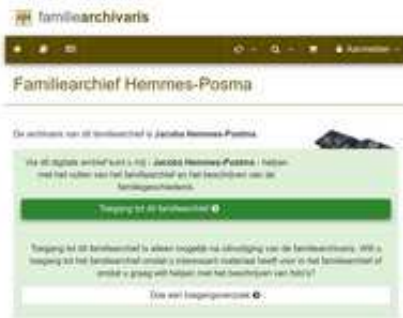 familiearchivaris
Aanmelden
Familiearchief Hemmes-Posma
De archivaris van dit familiearchief is Jacoba Hemmes-Postma.
Via dit digitale archief kunt u mij - Jacoba Hemmes-Postma - helpen
met het vullen van het familiearchief en het beschrijven van de
familiegeschiedenis.
Toegang tot dit familiearchief
Toegang tot dit familiearchief is alleen mogelijk na uitnodiging van de familiearchivaris. Wilt u
toegang tot het familiearchief omdat u interessant materiaal heeft voor in het familiearchief of
omdat u graag wilt helpen met het beschrijven van foto's?
Doe een toegangsverzoek